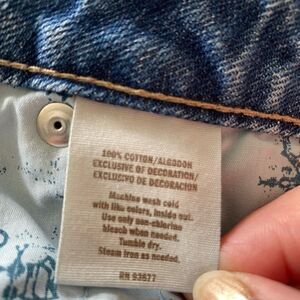 100% COTTON/ALGODON
EXCLUSIVE OF DECORATION/
EXCLUSIVO DE DECORACION
Machine wash cold
with like colors, inside out.
Use only non-chlorine
bleach when needed.
Tumble dry.
Steam iron as needed.
RN 93677